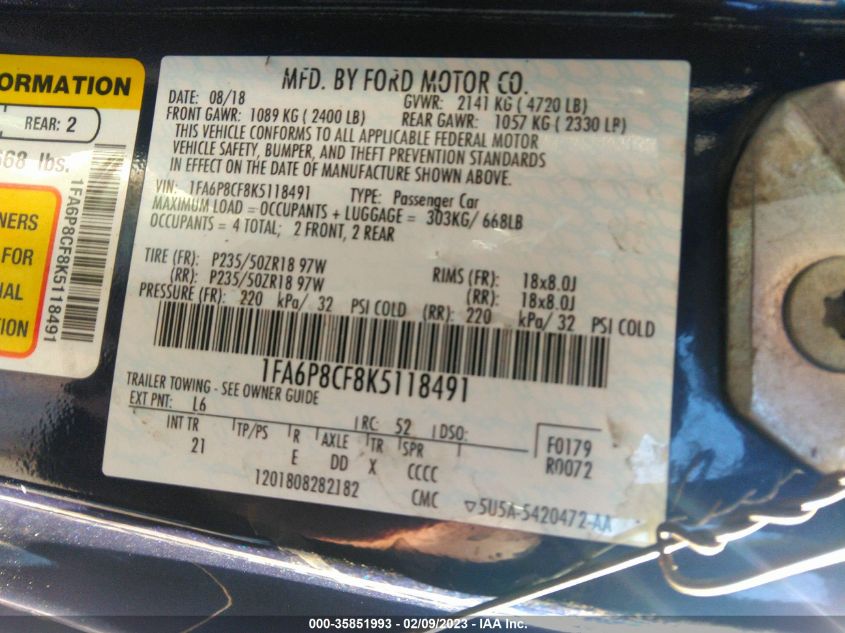 ORMATION
REAR: 2
668 lbs.
1FA6P8CF8K5118491
NERS
FOR
AL
TION
MFD. BY FORD MOTOR CO.
DATE: 08/18 GVWR: 2141 KG ( 4720 LB)
FRONT GAWR: 1089 KG ( 2400 LB) REAR GAWR: 1057 KG ( 2330 LB)
THIS VEHICLE CONFORMS TO ALL APPLICABLE FEDERAL MOTOR
VEHICLE SAFETY, BUMPER, AND THEFT PREVENTION STANDARDS
IN EFFECT ON THE DATE OF MANUFACTURE SHOWN ABOVE.
VIN: 1FA6P8CF8K5118491 TYPE: Passenger Car
MAXIMUM LOAD = OCCUPANTS + LUGGAGE = 303KG/ 668LB
OCCUPANTS = 4 TOTAL; 2 FRONT, 2 REAR
TIRE (FR): P235/50ZR18 97W RIMS (FR): 18x8.0J
(RR): P235/50ZR18 97W (RR): 18x8.0J
PRESSURE (FR): 220 kPa/ 32 PSI COLD (RR): 220 kPa/ 32 PSI COLD
1FA6P8CF8K5118491
TRAILER TOWING - SEE OWNER GUIDE
EXT PNT: L6 RC: 52 DSO:
INT TR TP/PS R AXLE TR SPR F0179
21 E DD X CCCC R0072
1201808282J82 CMC ▽5U5A-5420472-AA
000-35851993 - 02/09/2023 - IAA Inc.